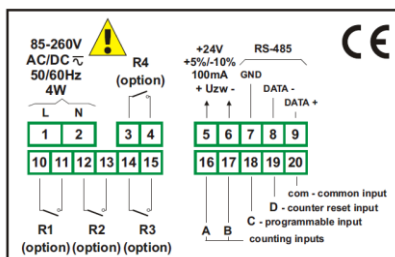 85-260V
AC/DC
50/60Hz
4W
L N
R4
(option)
+24V
+5%/-10%
100mA
+ Uzw -
RS-485
GND
DATA -
DATA +
CE
1 2 3 4 5 6 7 8 9
10 11 12 13 14 15 16 17 18 19 20
R1
(option)
R2
(option)
R3
(option)
com - common input
D - counter reset input
C - programmable input
A B counting inputs